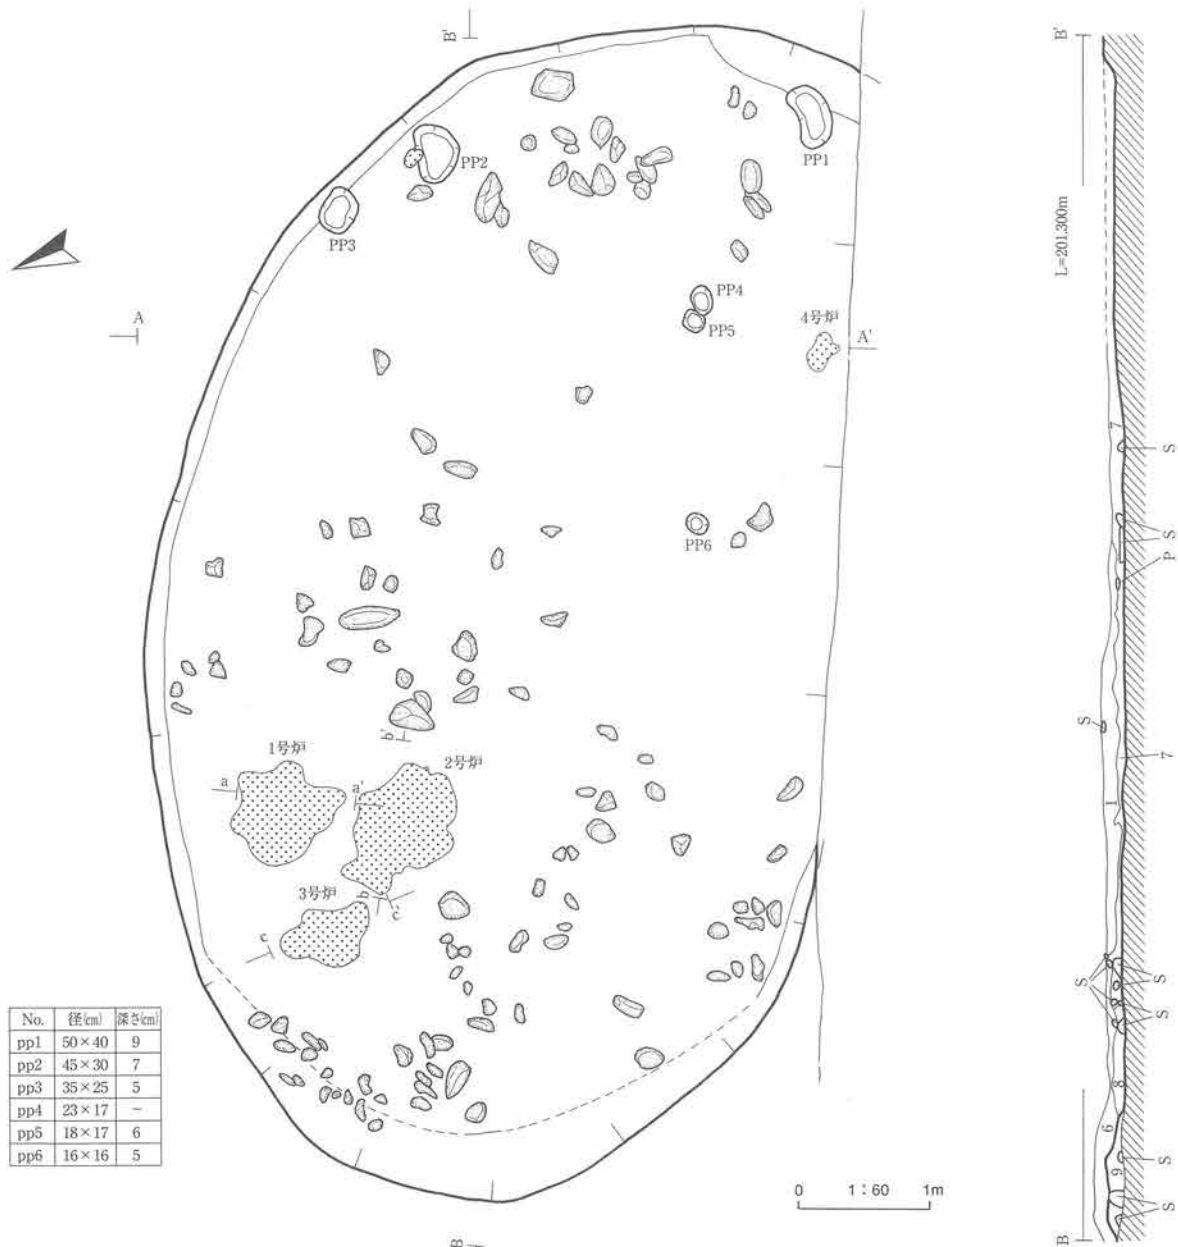 B'
B'
PP1
PP2
PP3
L=201.300m
PP4
PP5
4号炉
A
A'
7
S
S
P
PP6
b'
S
1号炉
2号炉
a
a'
7
1
3号炉
b
c'
c
S
S
S
8
6
S
9
S
No. 径(cm) 深さ(cm)
pp1 50×40 9
pp2 45×30 7
pp3 35×25 5
pp4 23×17 −
pp5 18×17 6
pp6 16×16 5
0 1:60 1m
B
B